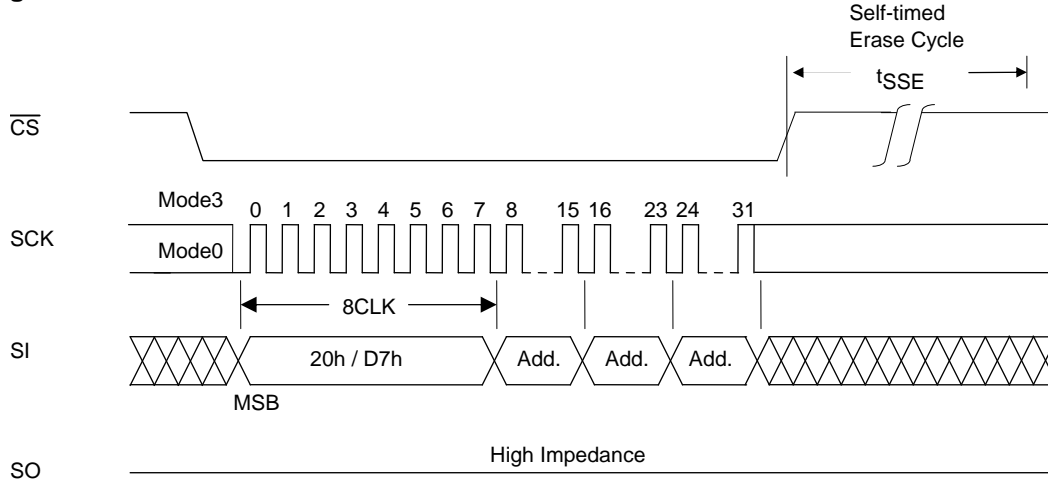 Self-timed
Erase Cycle
tSSE
CS
Mode3
0 1 2 3 4 5 6 7 8 15 16 23 24 31
SCK
Mode0
8CLK
SI
20h / D7h Add. Add. Add.
MSB
High Impedance
SO